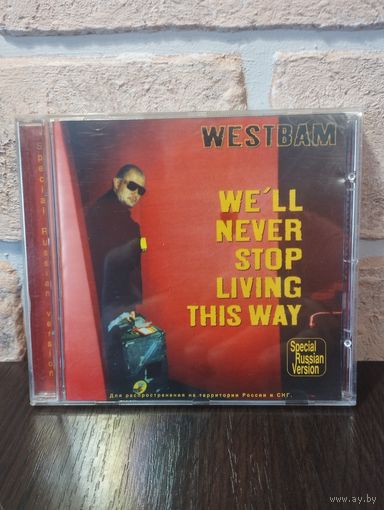 WESTBAM
WE´LL
NEVER
STOP
LIVING
THIS WAY
Special
Russian
Version
Special Russian version
Для распространения на территории России и СНГ.
www.ay.by